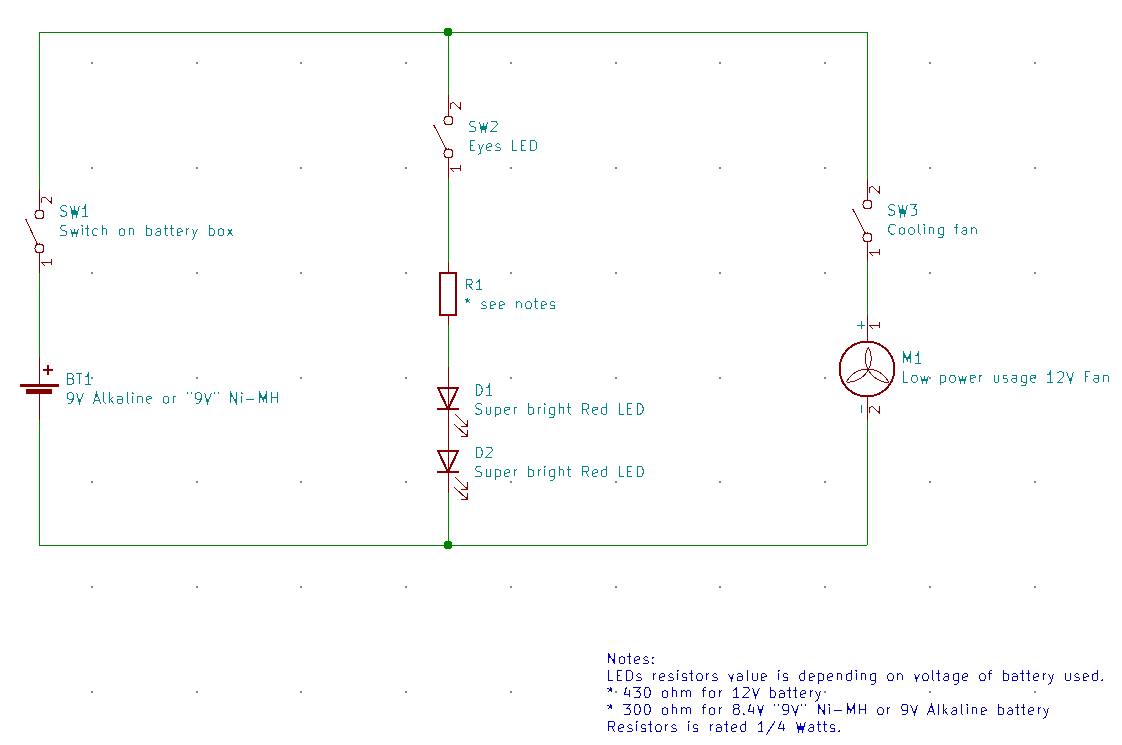 2
SW2
Eyes LED
1
2
SW1
Switch on battery box
1
2
SW3
Cooling fan
1
R1
* see notes
+ 1
M1
Low power usage 12V Fan
- 2
+
BT1
9V Alkaline or "9V" Ni-MH
D1
Super bright Red LED
D2
Super bright Red LED
Notes:
LEDs resistors value is depending on voltage of battery used.
* 430 ohm for 12V battery
* 300 ohm for 8.4V "9V" Ni-MH or 9V Alkaline battery
Resistors is rated 1/4 Watts.